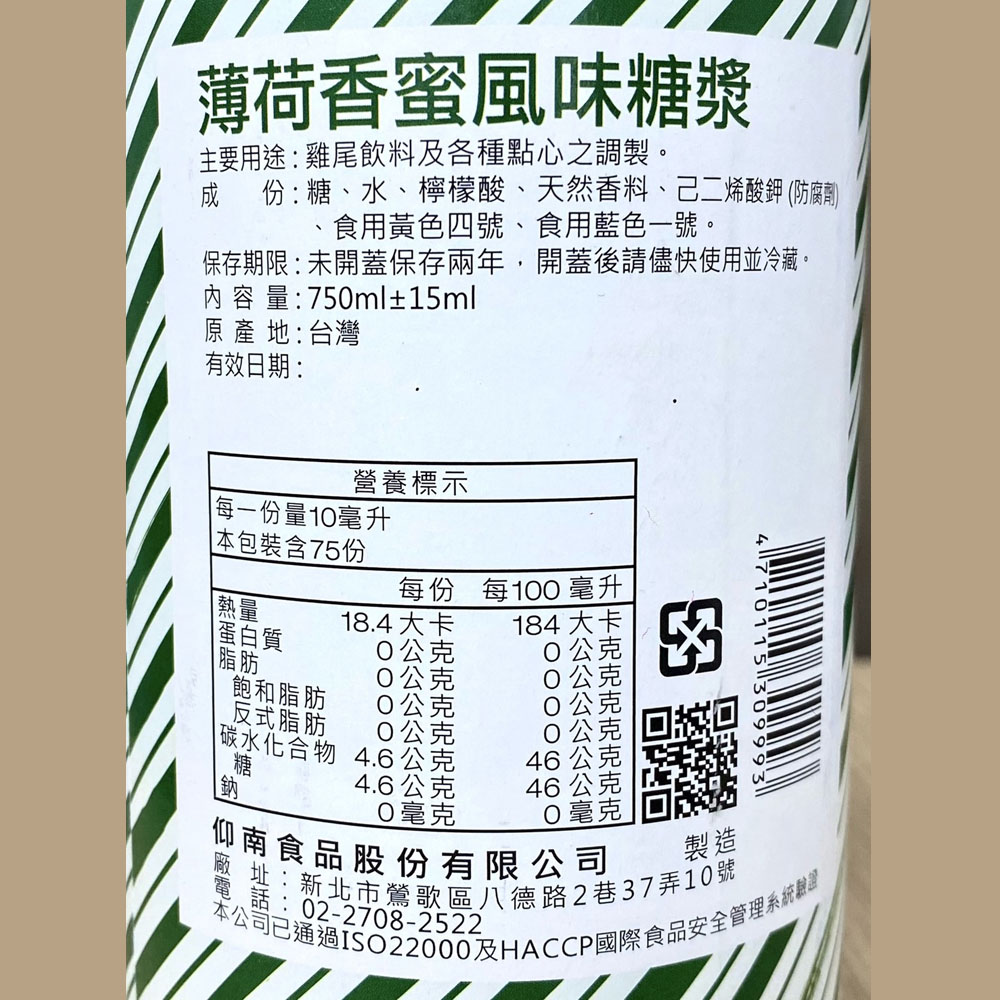 薄荷香蜜風味糖漿
主要用途：雞尾飲料及各種點心之調製。
成份：糖、水、檸檬酸、天然香料、己二烯酸鉀(防腐劑)
、食用黃色四號、食用藍色一號。
保存期限：未開蓋保存兩年，開蓋後請儘快使用並冷藏。
內容量：750ml±15ml
原產地：台灣
有效日期：
營養標示
每一份量10毫升
本包裝含75份
每份 每100毫升
熱量 18.4大卡 184大卡
蛋白質 0公克 0公克
脂肪 0公克 0公克
飽和脂肪 0公克 0公克
反式脂肪 0公克 0公克
碳水化合物 4.6公克 46公克
糖 4.6公克 46公克
鈉 0毫克 0毫克
4 710115 309993
仰南食品股份有限公司 製造
廠址：新北市鶯歌區八德路2巷37弄10號
電話：02-2708-2522
本公司已通過ISO22000及HACCP國際食品安全管理系統驗證